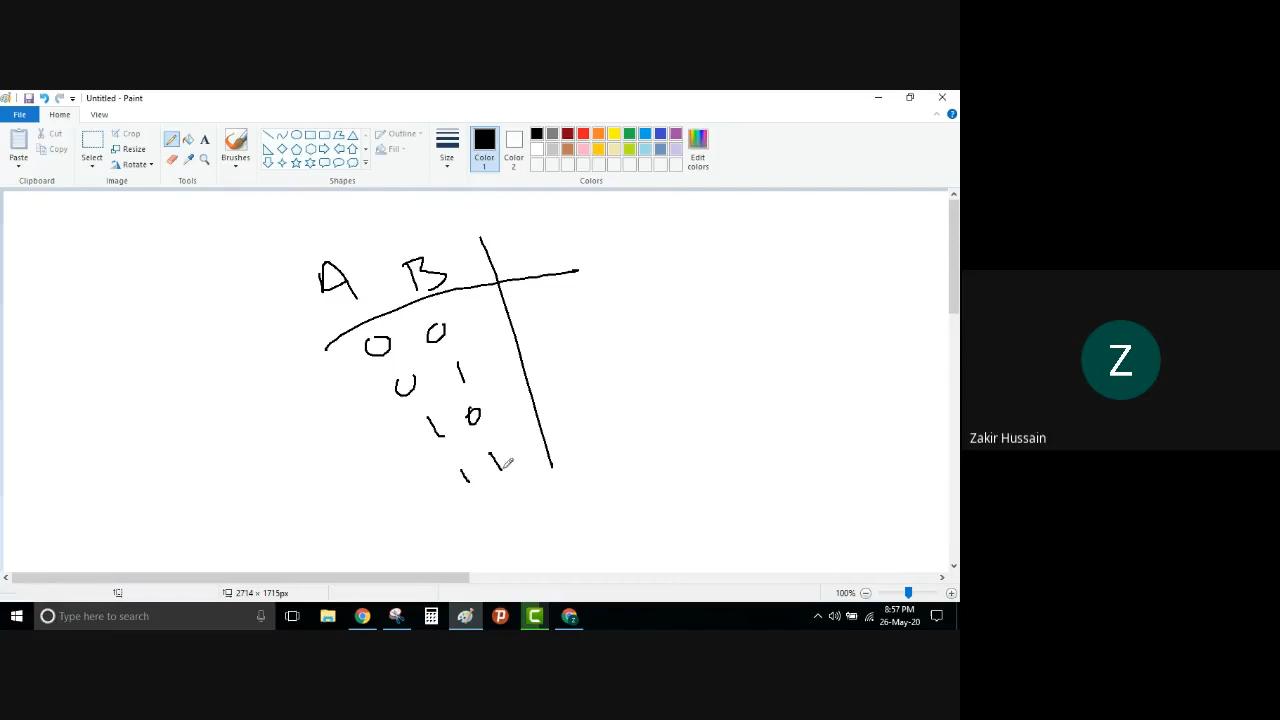 Untitled - Paint
File Home View
Paste
Cut
Copy
Clipboard
Select
Crop
Resize
Rotate
Image
Tools
Brushes
Shapes
Outline
Fill
Size
Color 1
Color 2
Edit colors
Colors
A B
0 0
0 1
1 0
1 1
Z
Zakir Hussain
2714 × 1715px
100%
Type here to search
8:57 PM
26-May-20